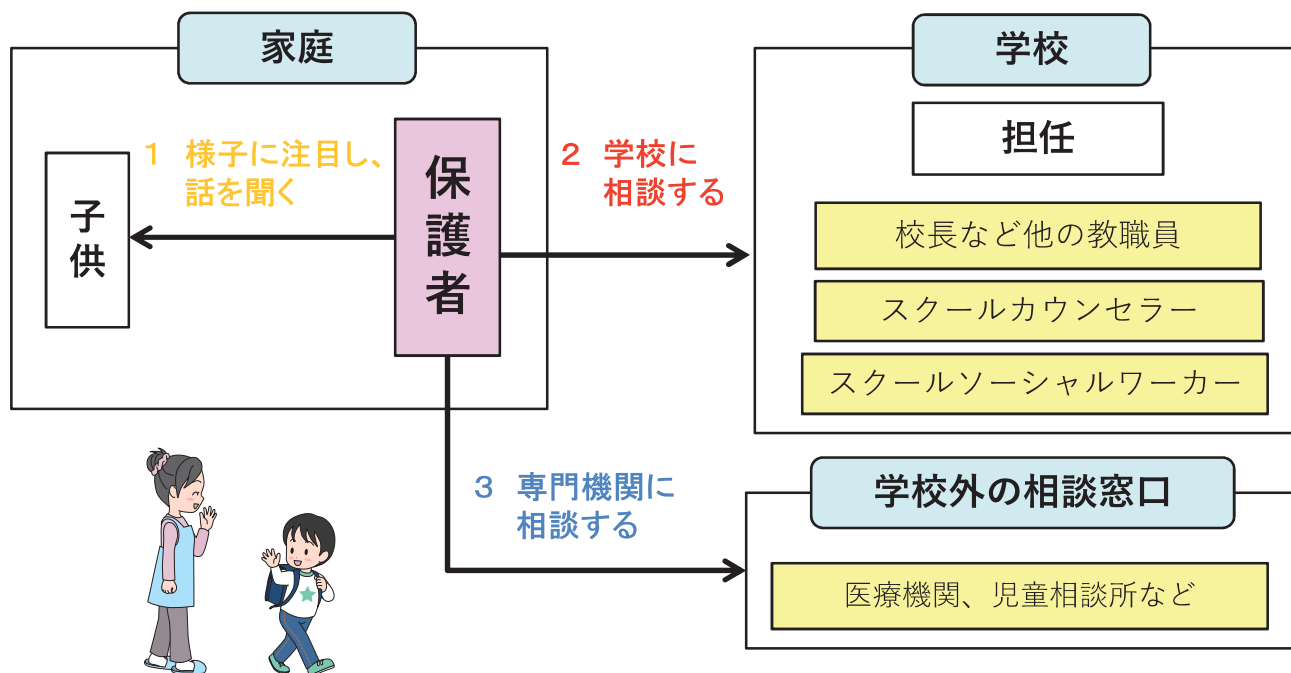 家庭
子供
1 様子に注目し、
話を聞く
保護者
2 学校に
相談する
学校
担任
校長など他の教職員
スクールカウンセラー
スクールソーシャルワーカー
3 専門機関に
相談する
学校外の相談窓口
医療機関、児童相談所など